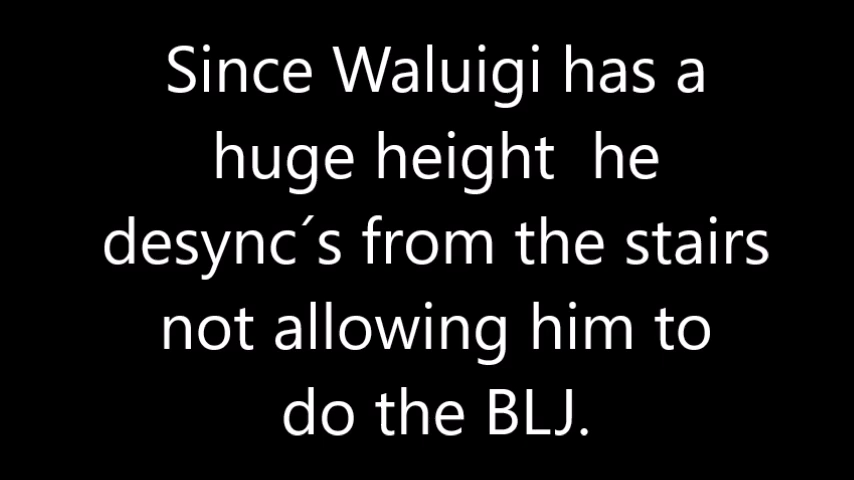 Since Waluigi has a
huge height  he
desync´s from the stairs
not allowing him to
do the BLJ.